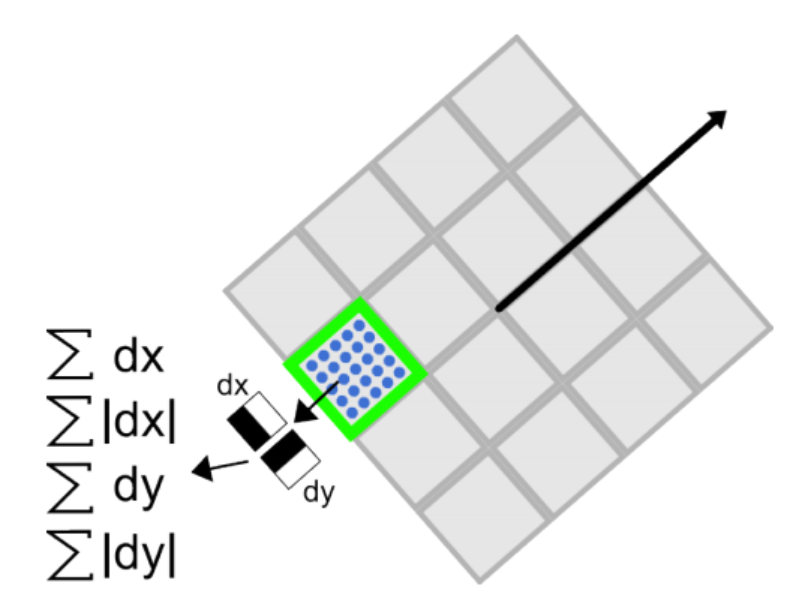 dx
∑ dx
∑ |dx|
∑ dy
dy
∑ |dy|